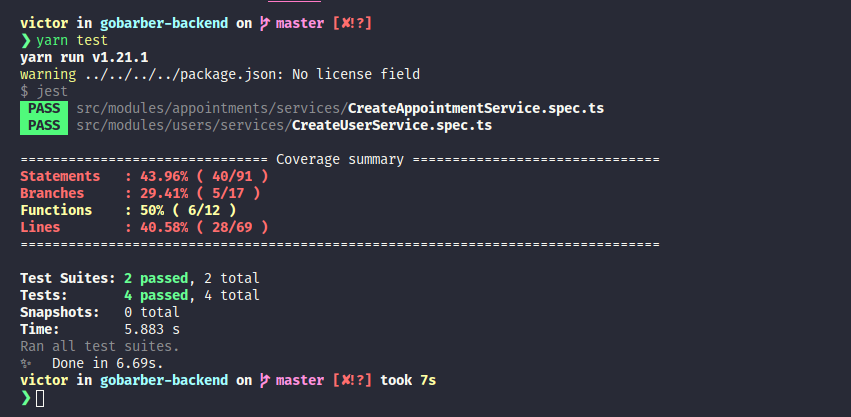 victor in gobarber-backend on master [✘!?]
❯ yarn test
yarn run v1.21.1
warning ../../../../package.json: No license field
$ jest
PASS src/modules/appointments/services/CreateAppointmentService.spec.ts
PASS src/modules/users/services/CreateUserService.spec.ts
=============================== Coverage summary ===============================
Statements   : 43.96% ( 40/91 )
Branches     : 29.41% ( 5/17 )
Functions    : 50% ( 6/12 )
Lines        : 40.58% ( 28/69 )
================================================================================
Test Suites: 2 passed, 2 total
Tests:       4 passed, 4 total
Snapshots:   0 total
Time:        5.883 s
Ran all test suites.
✨  Done in 6.69s.
victor in gobarber-backend on master [✘!?] took 7s
❯